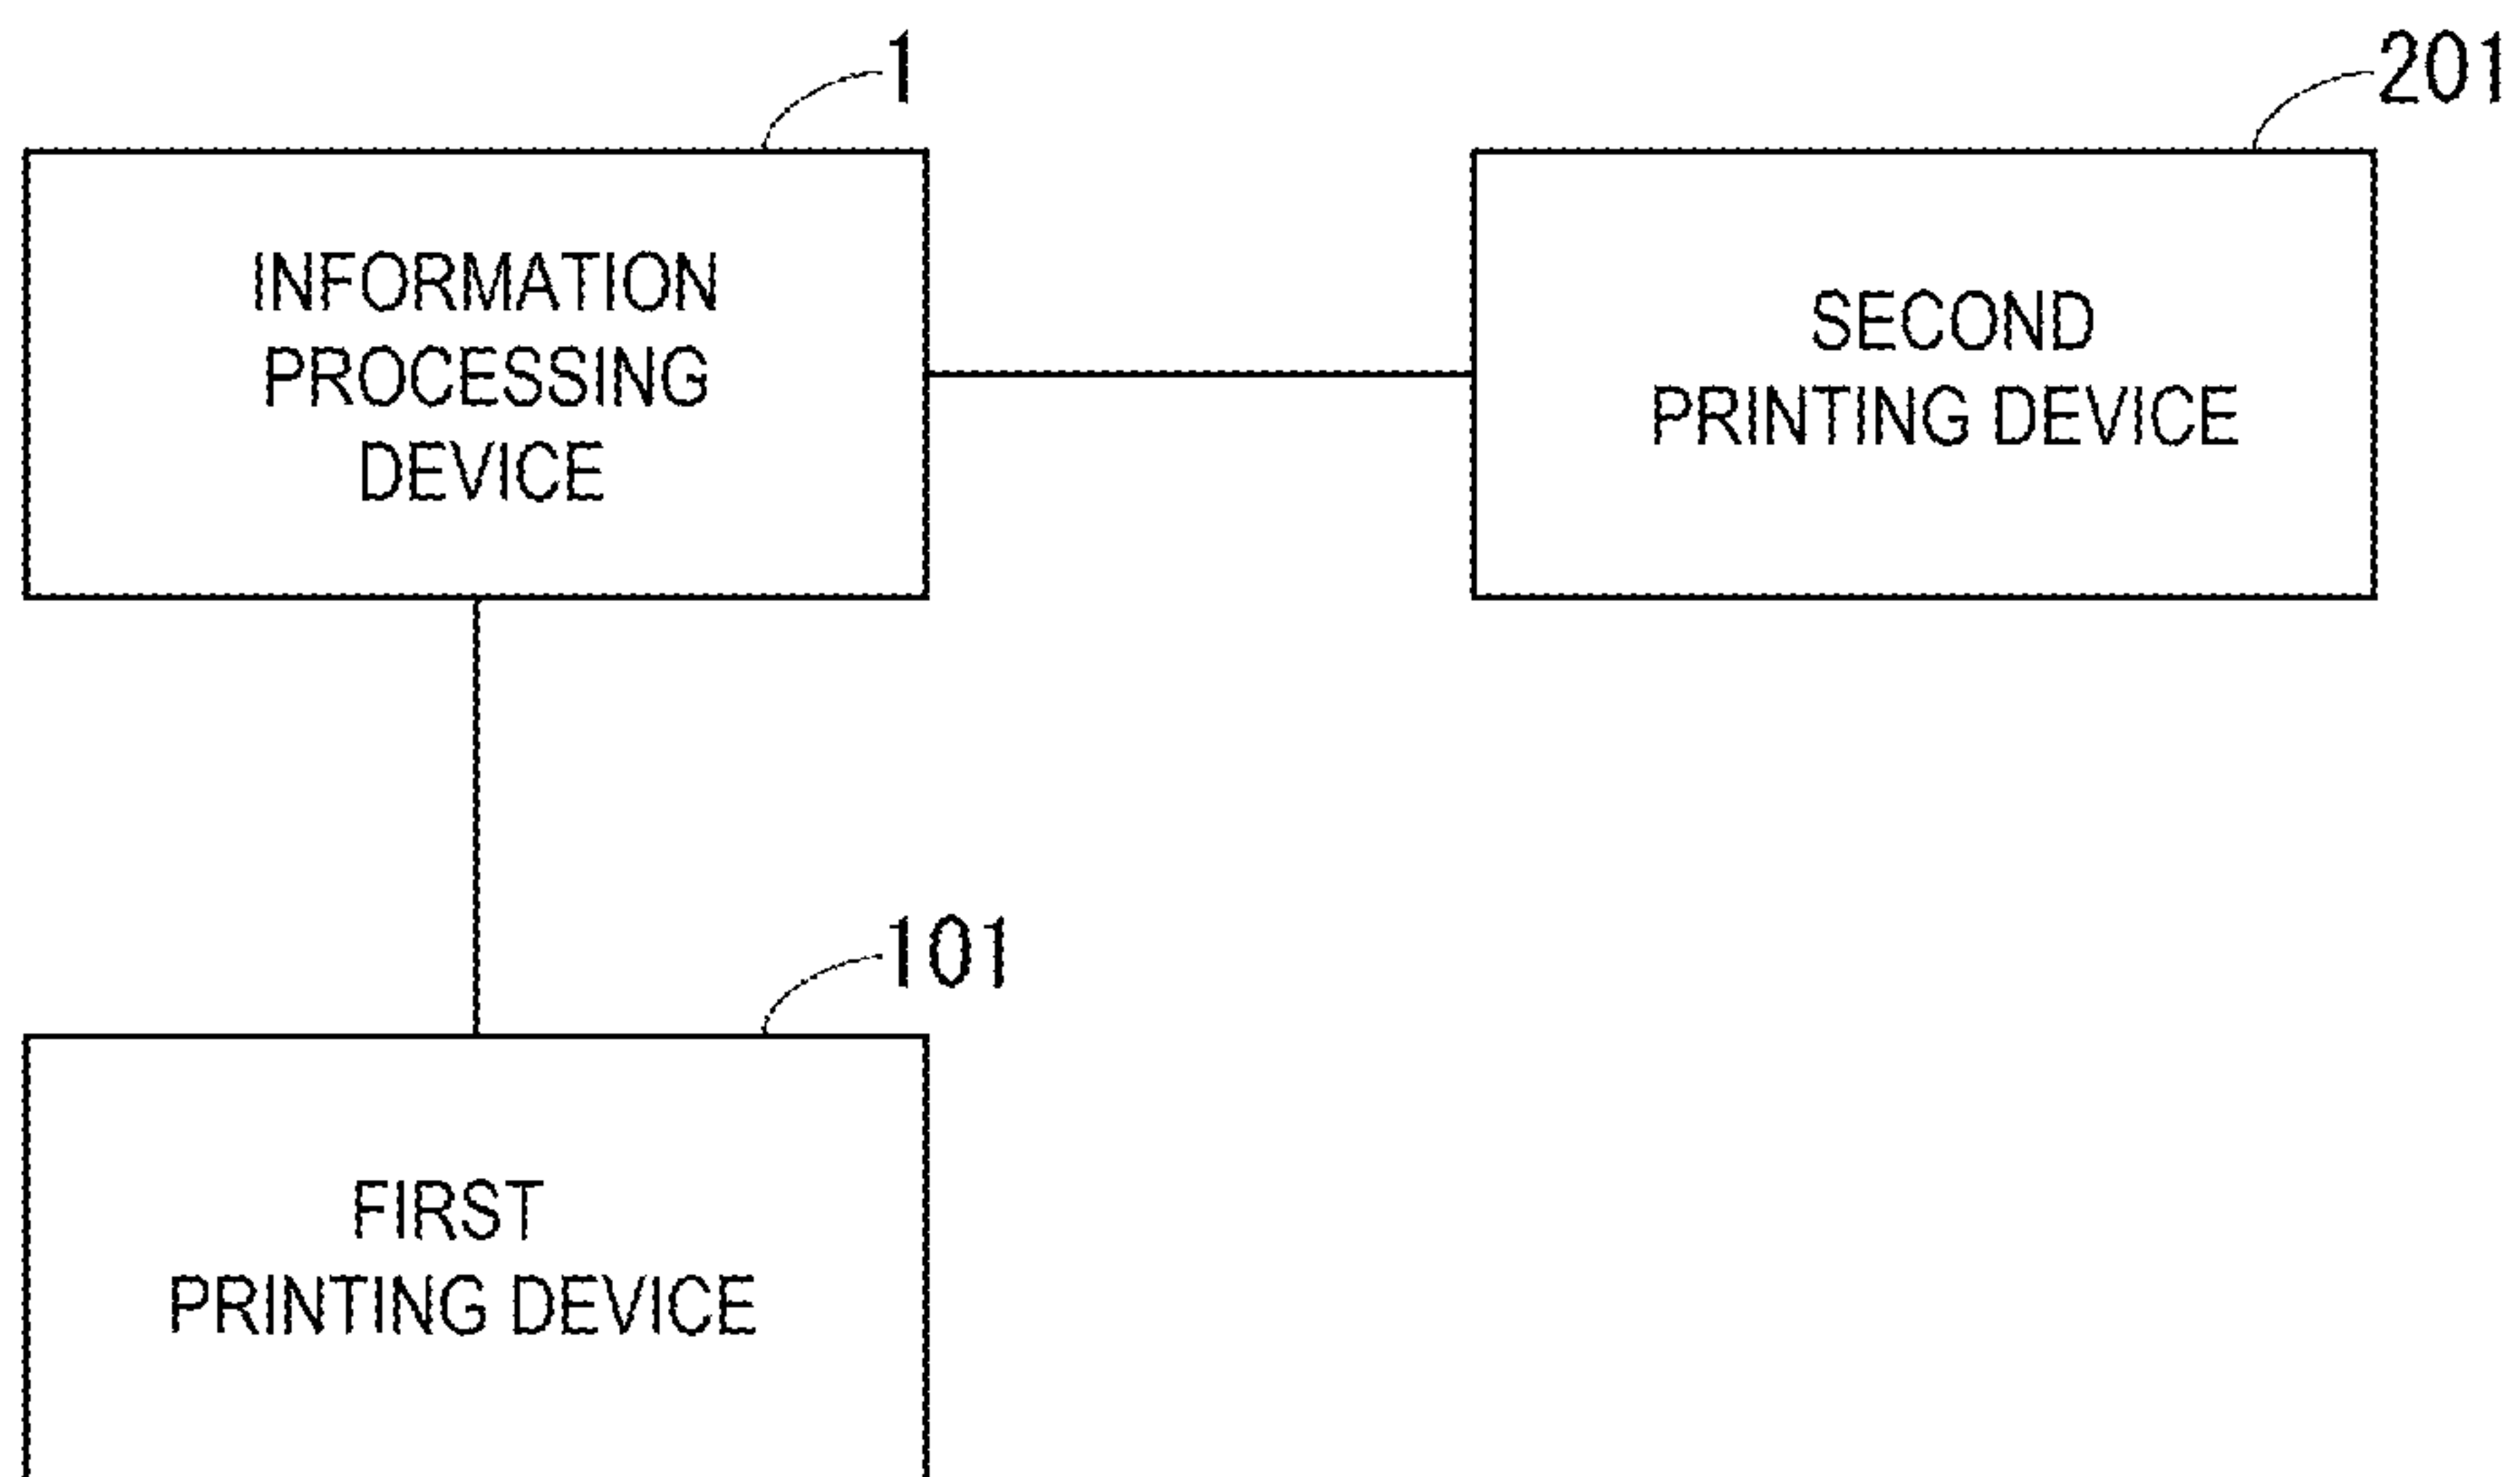 1
201
INFORMATION
PROCESSING
DEVICE
SECOND
PRINTING DEVICE
101
FIRST
PRINTING DEVICE